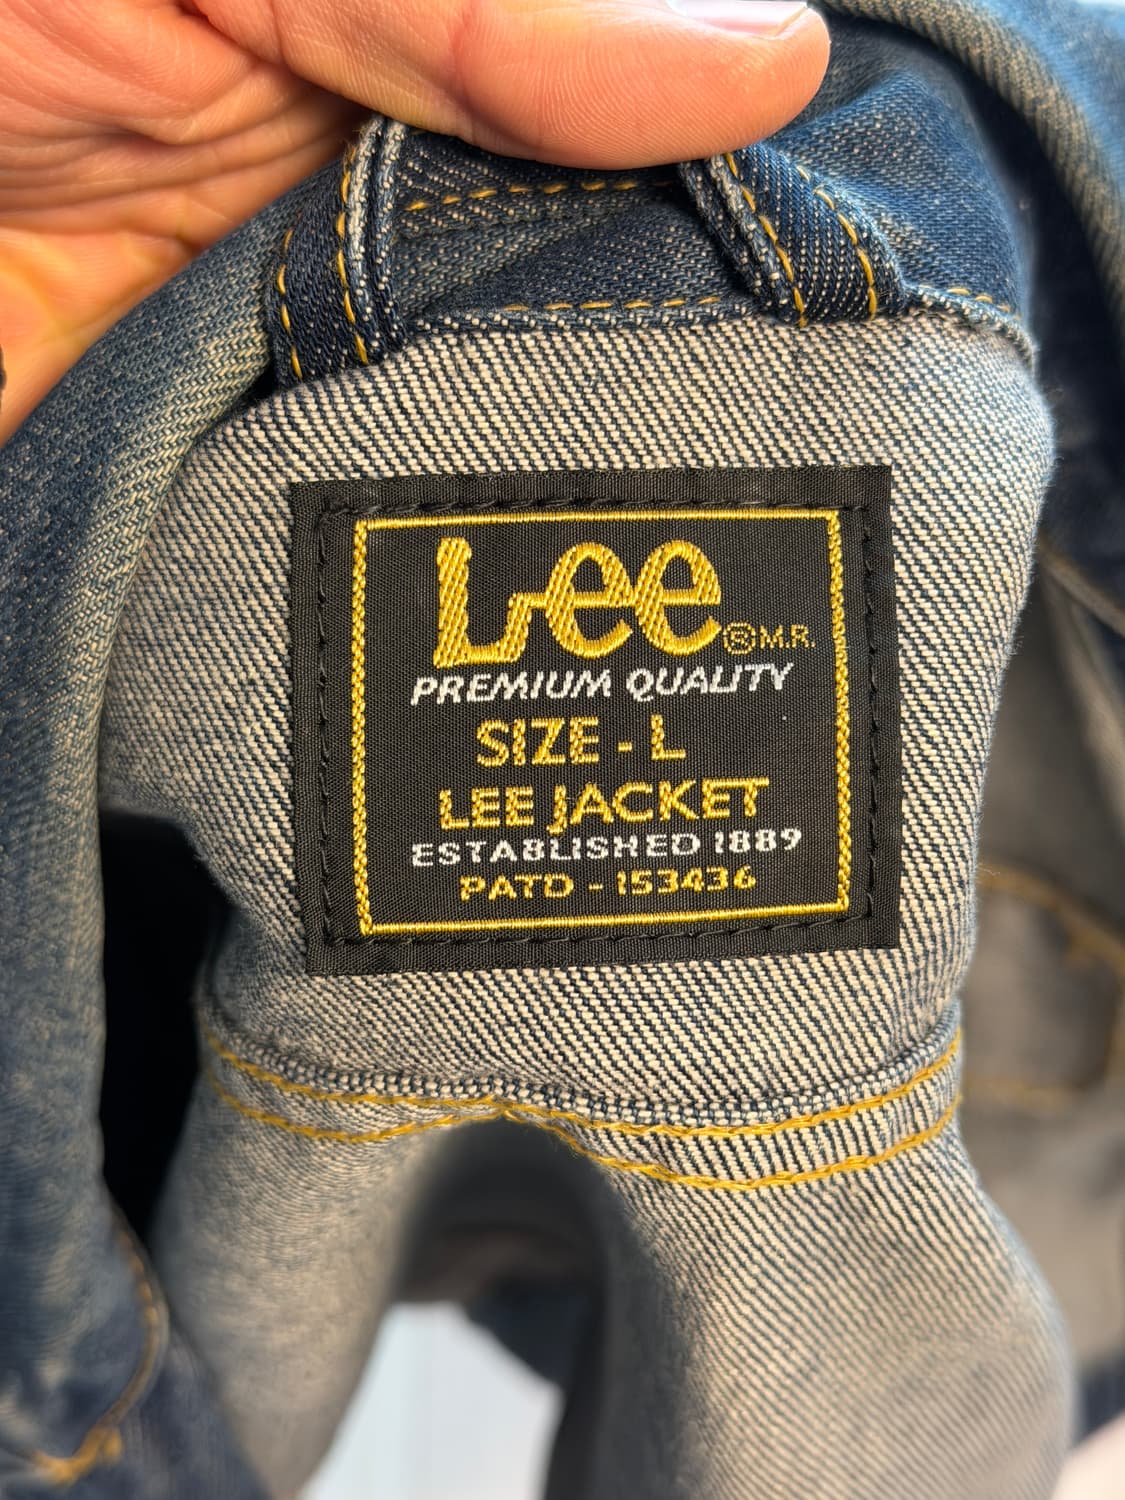 Lee ® M.R.
PREMIUM QUALITY
SIZE - L
LEE JACKET
ESTABLISHED 1889
PATD - 153436